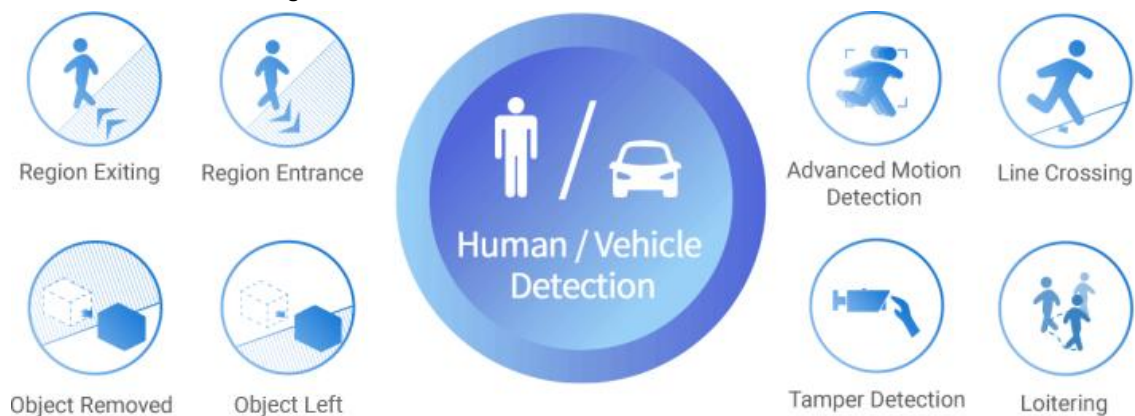 Region Exiting
Region Entrance
Human / Vehicle
Detection
Advanced Motion
Detection
Line Crossing
Object Removed
Object Left
Tamper Detection
Loitering